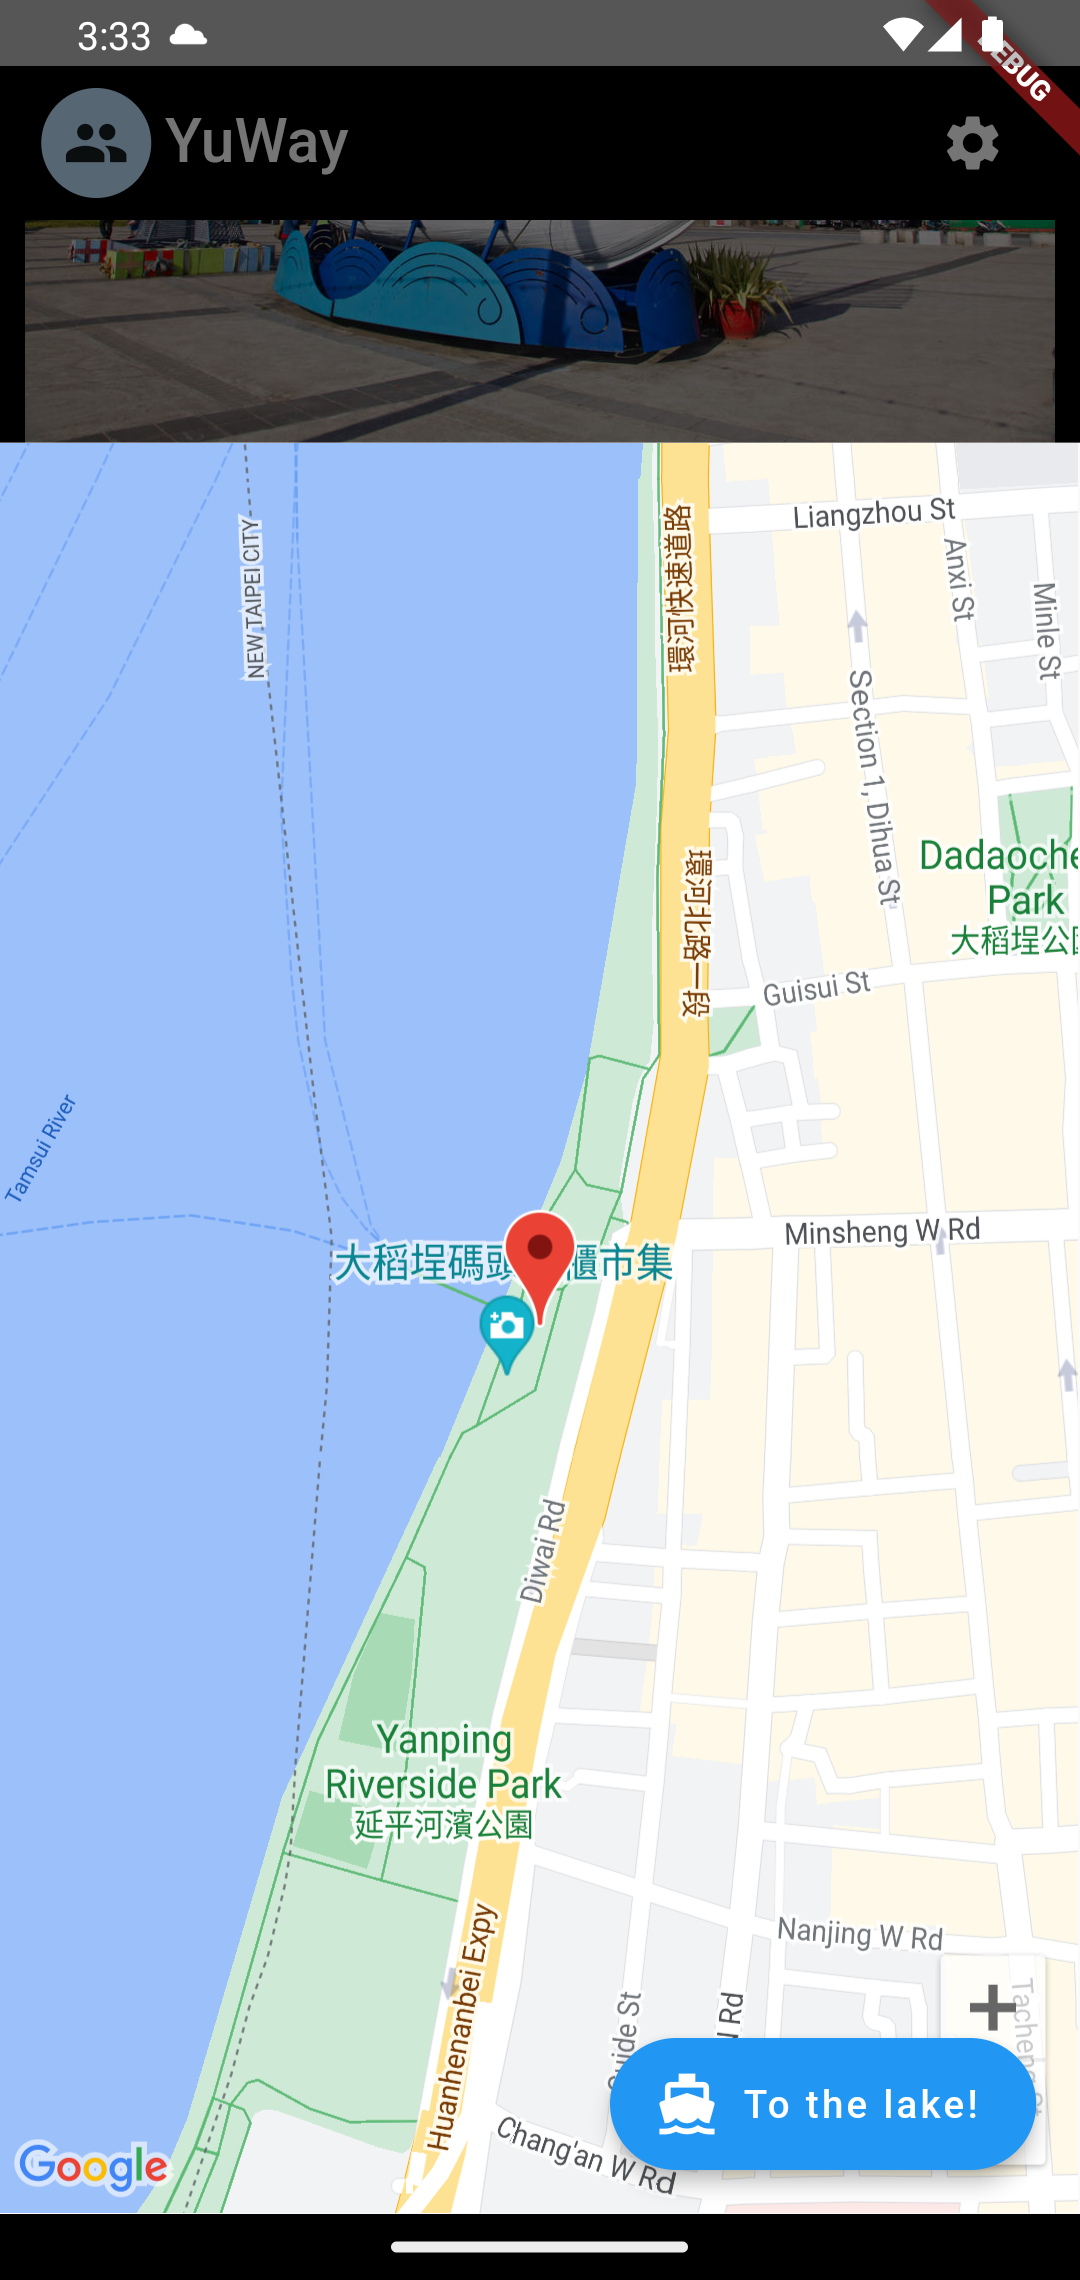 3:33
DEBUG
YuWay
Liangzhou St
Anxi St
Minle St
NEW TAIPEI CITY
環河快速道路
Section 1, Dihua St
Dadaoche
Park
大稻埕公
環河北路一段
Guisui St
Tamsui River
Minsheng W Rd
大稻埕碼頭 櫃市集
Diwai Rd
Yanping
Riverside Park
延平河濱公園
Nanjing W Rd
Huanhenanbei Expy
Rd
St
To the lake!
Chang'an W Rd
Google